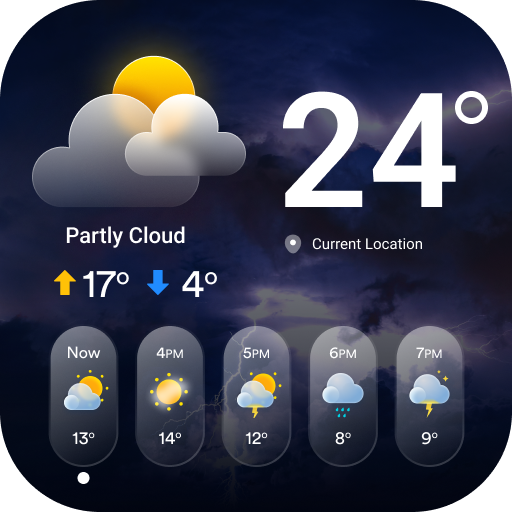 24°
Partly Cloud
Current Location
17° 4°
Now 4PM 5PM 6PM 7PM
13° 14° 12° 8° 9°